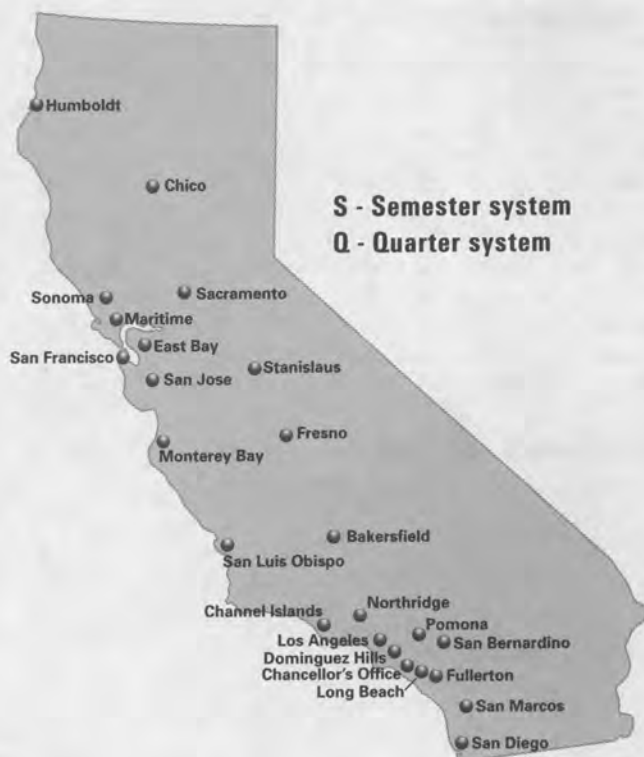 Humboldt
Chico
S - Semester system
Q - Quarter system
Sonoma
Sacramento
Maritime
East Bay
San Francisco
Stanislaus
San Jose
Fresno
Monterey Bay
Bakersfield
San Luis Obispo
Channel Islands
Northridge
Pomona
Los Angeles
San Bernardino
Dominguez Hills
Chancellor's Office
Fullerton
Long Beach
San Marcos
San Diego